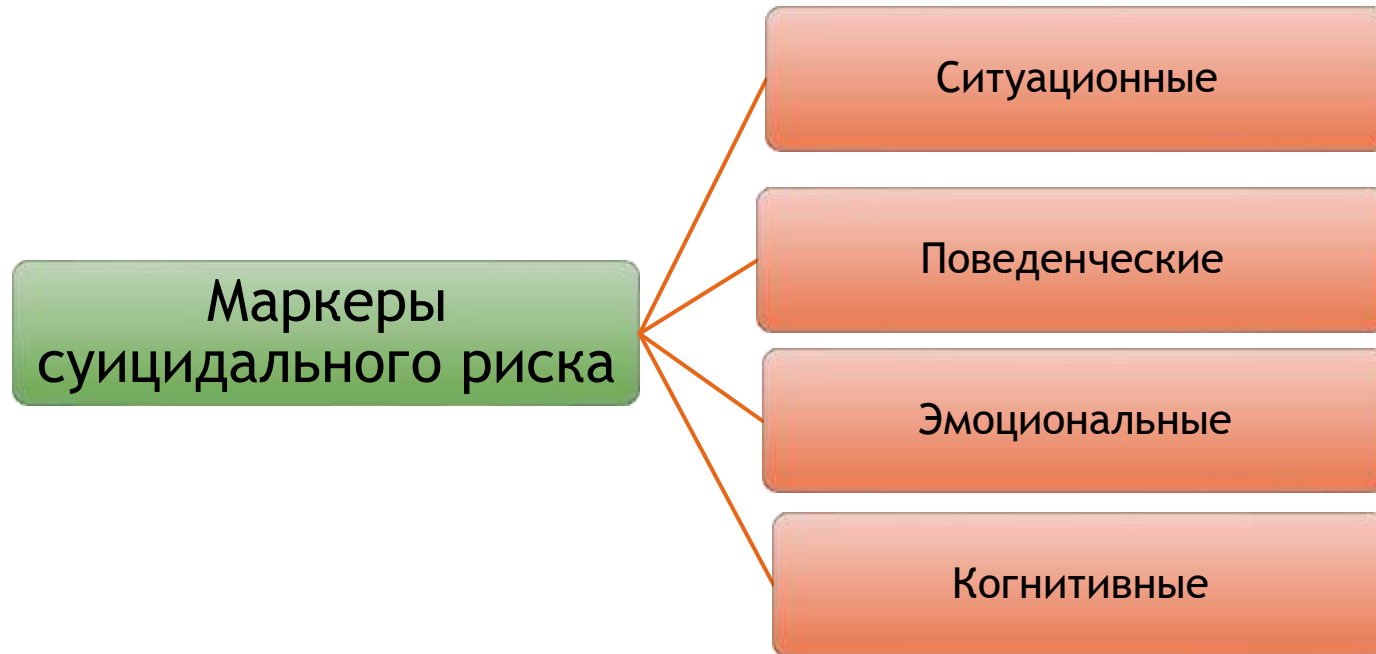 Маркеры
суицидального риска
Ситуационные
Поведенческие
Эмоциональные
Когнитивные